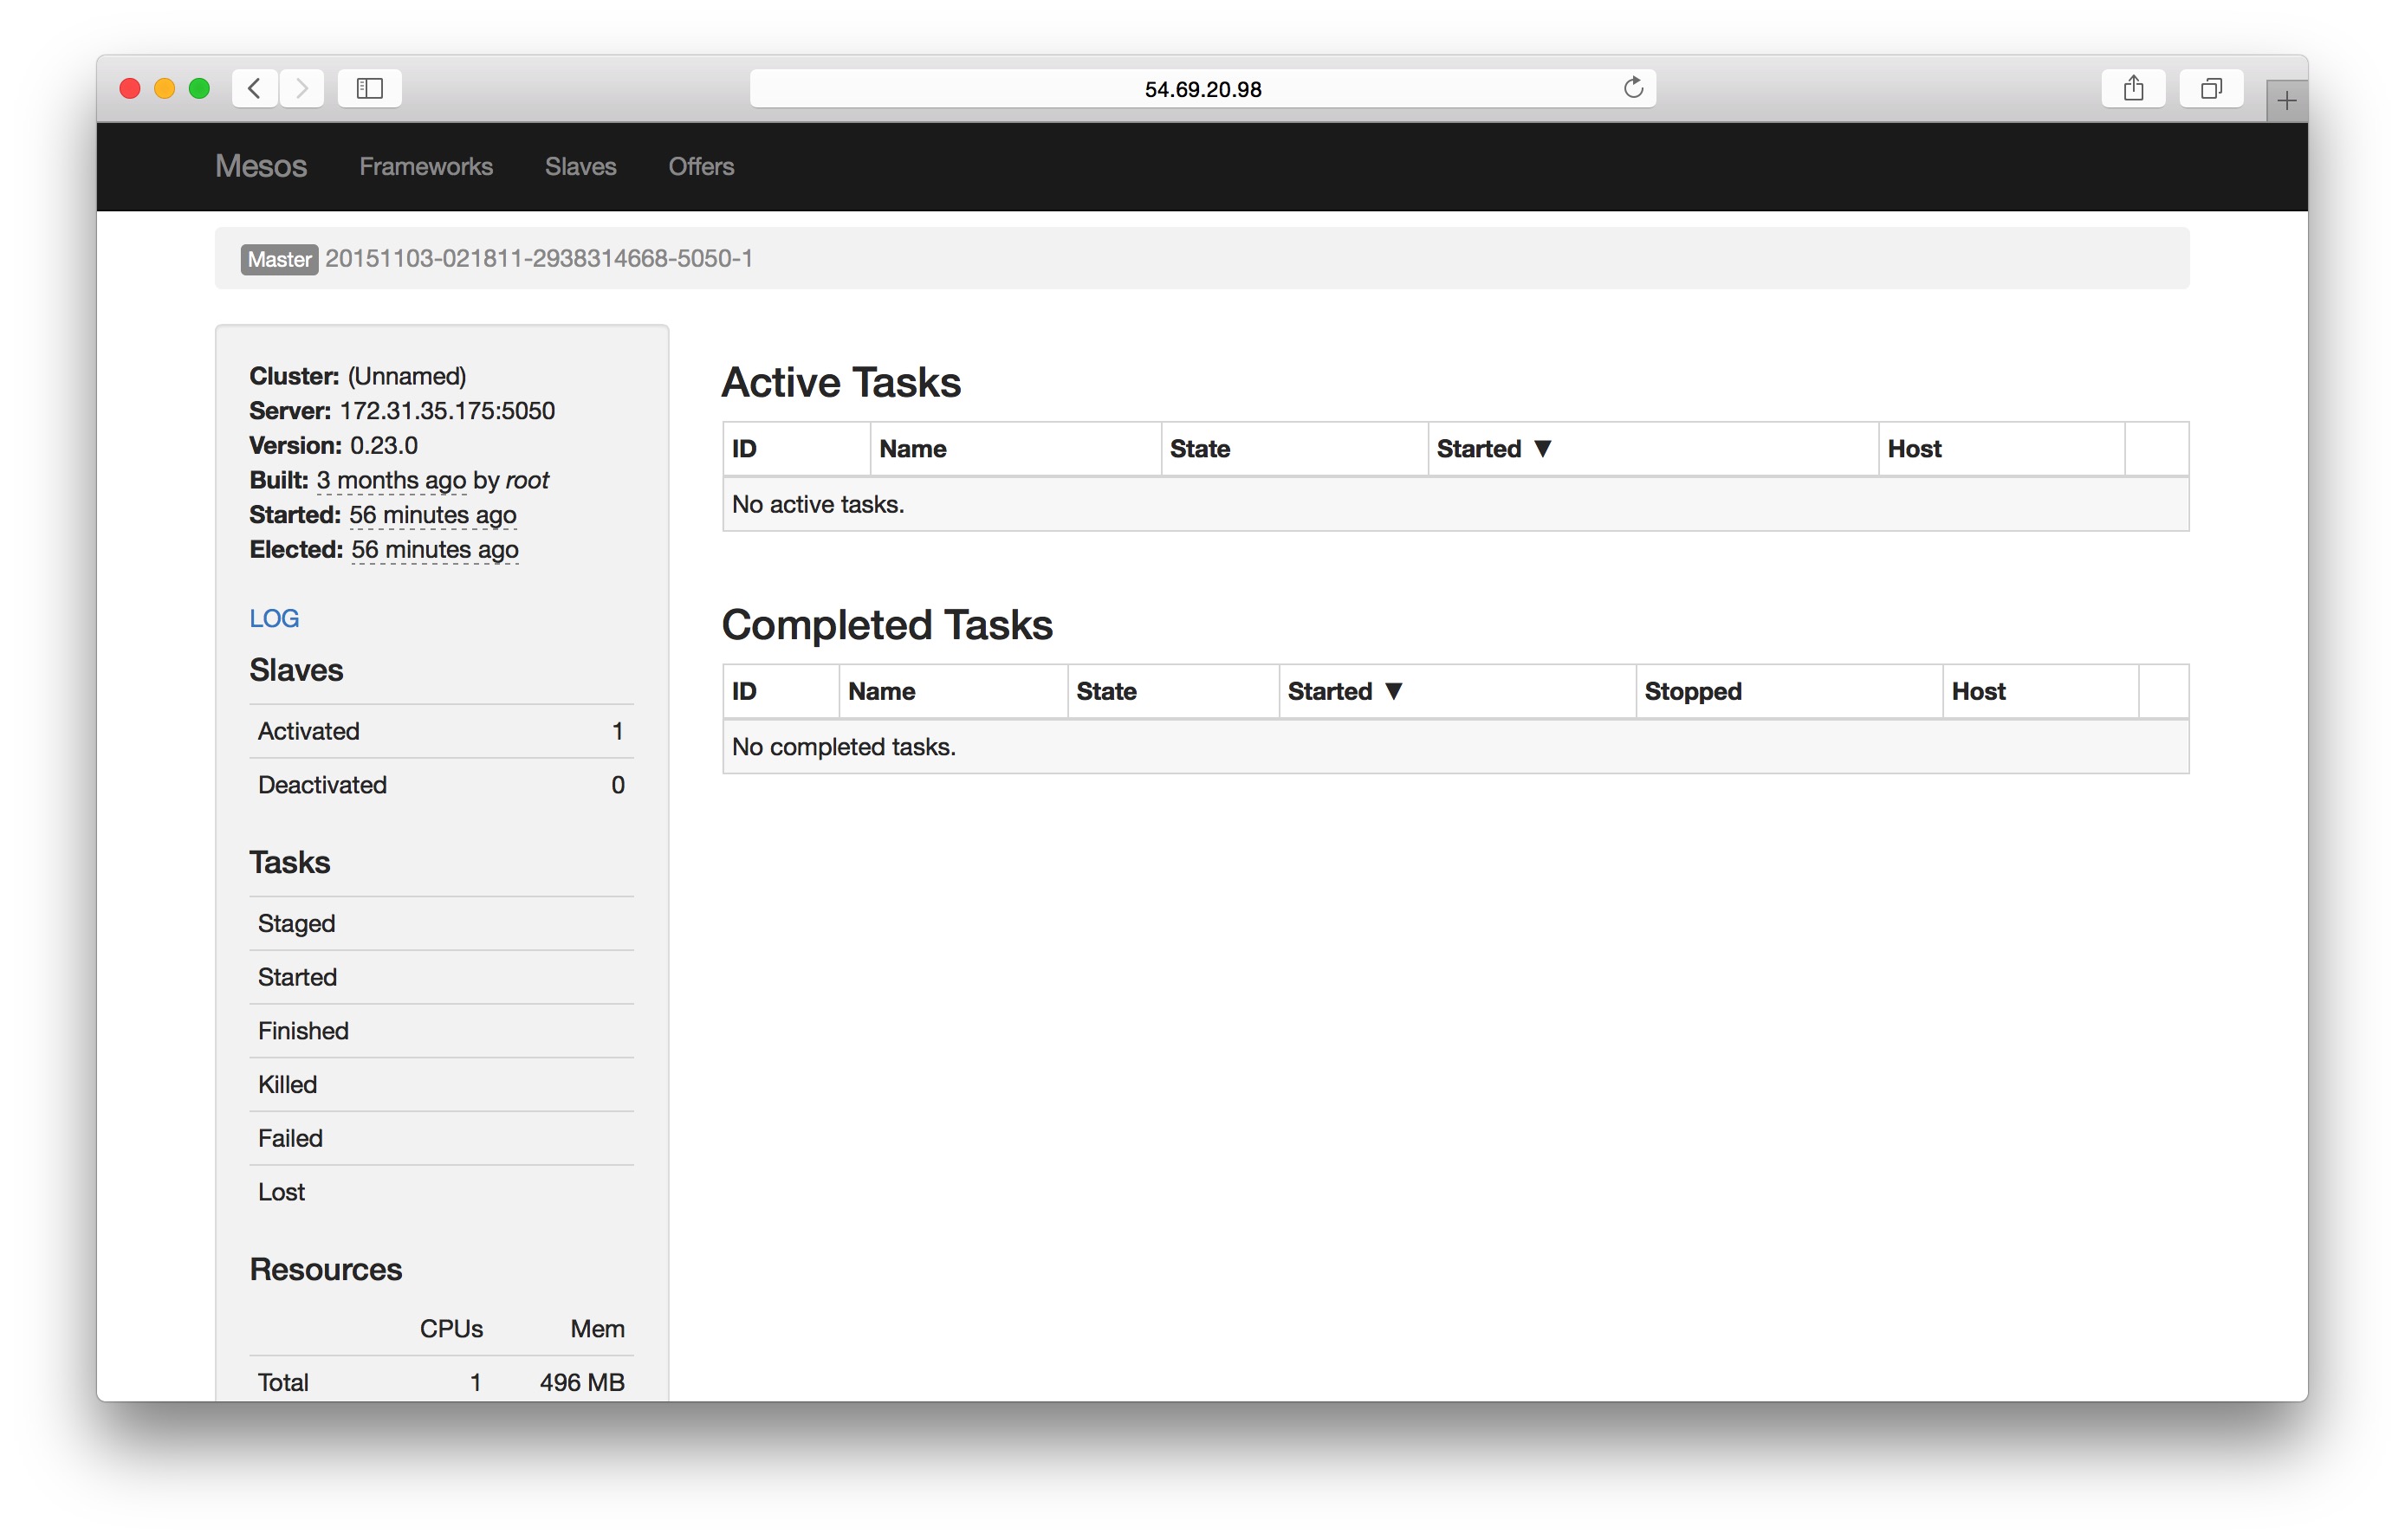 54.69.20.98
Mesos Frameworks Slaves Offers
Master 20151103-021811-2938314668-5050-1
Cluster: (Unnamed)
Server: 172.31.35.175:5050
Version: 0.23.0
Built: 3 months ago by root
Started: 56 minutes ago
Elected: 56 minutes ago
LOG
Slaves
Activated 1
Deactivated 0
Tasks
Staged
Started
Finished
Killed
Failed
Lost
Resources
CPUs Mem
Total 1 496 MB
Active Tasks
ID Name State Started ▼ Host
No active tasks.
Completed Tasks
ID Name State Started ▼ Stopped Host
No completed tasks.